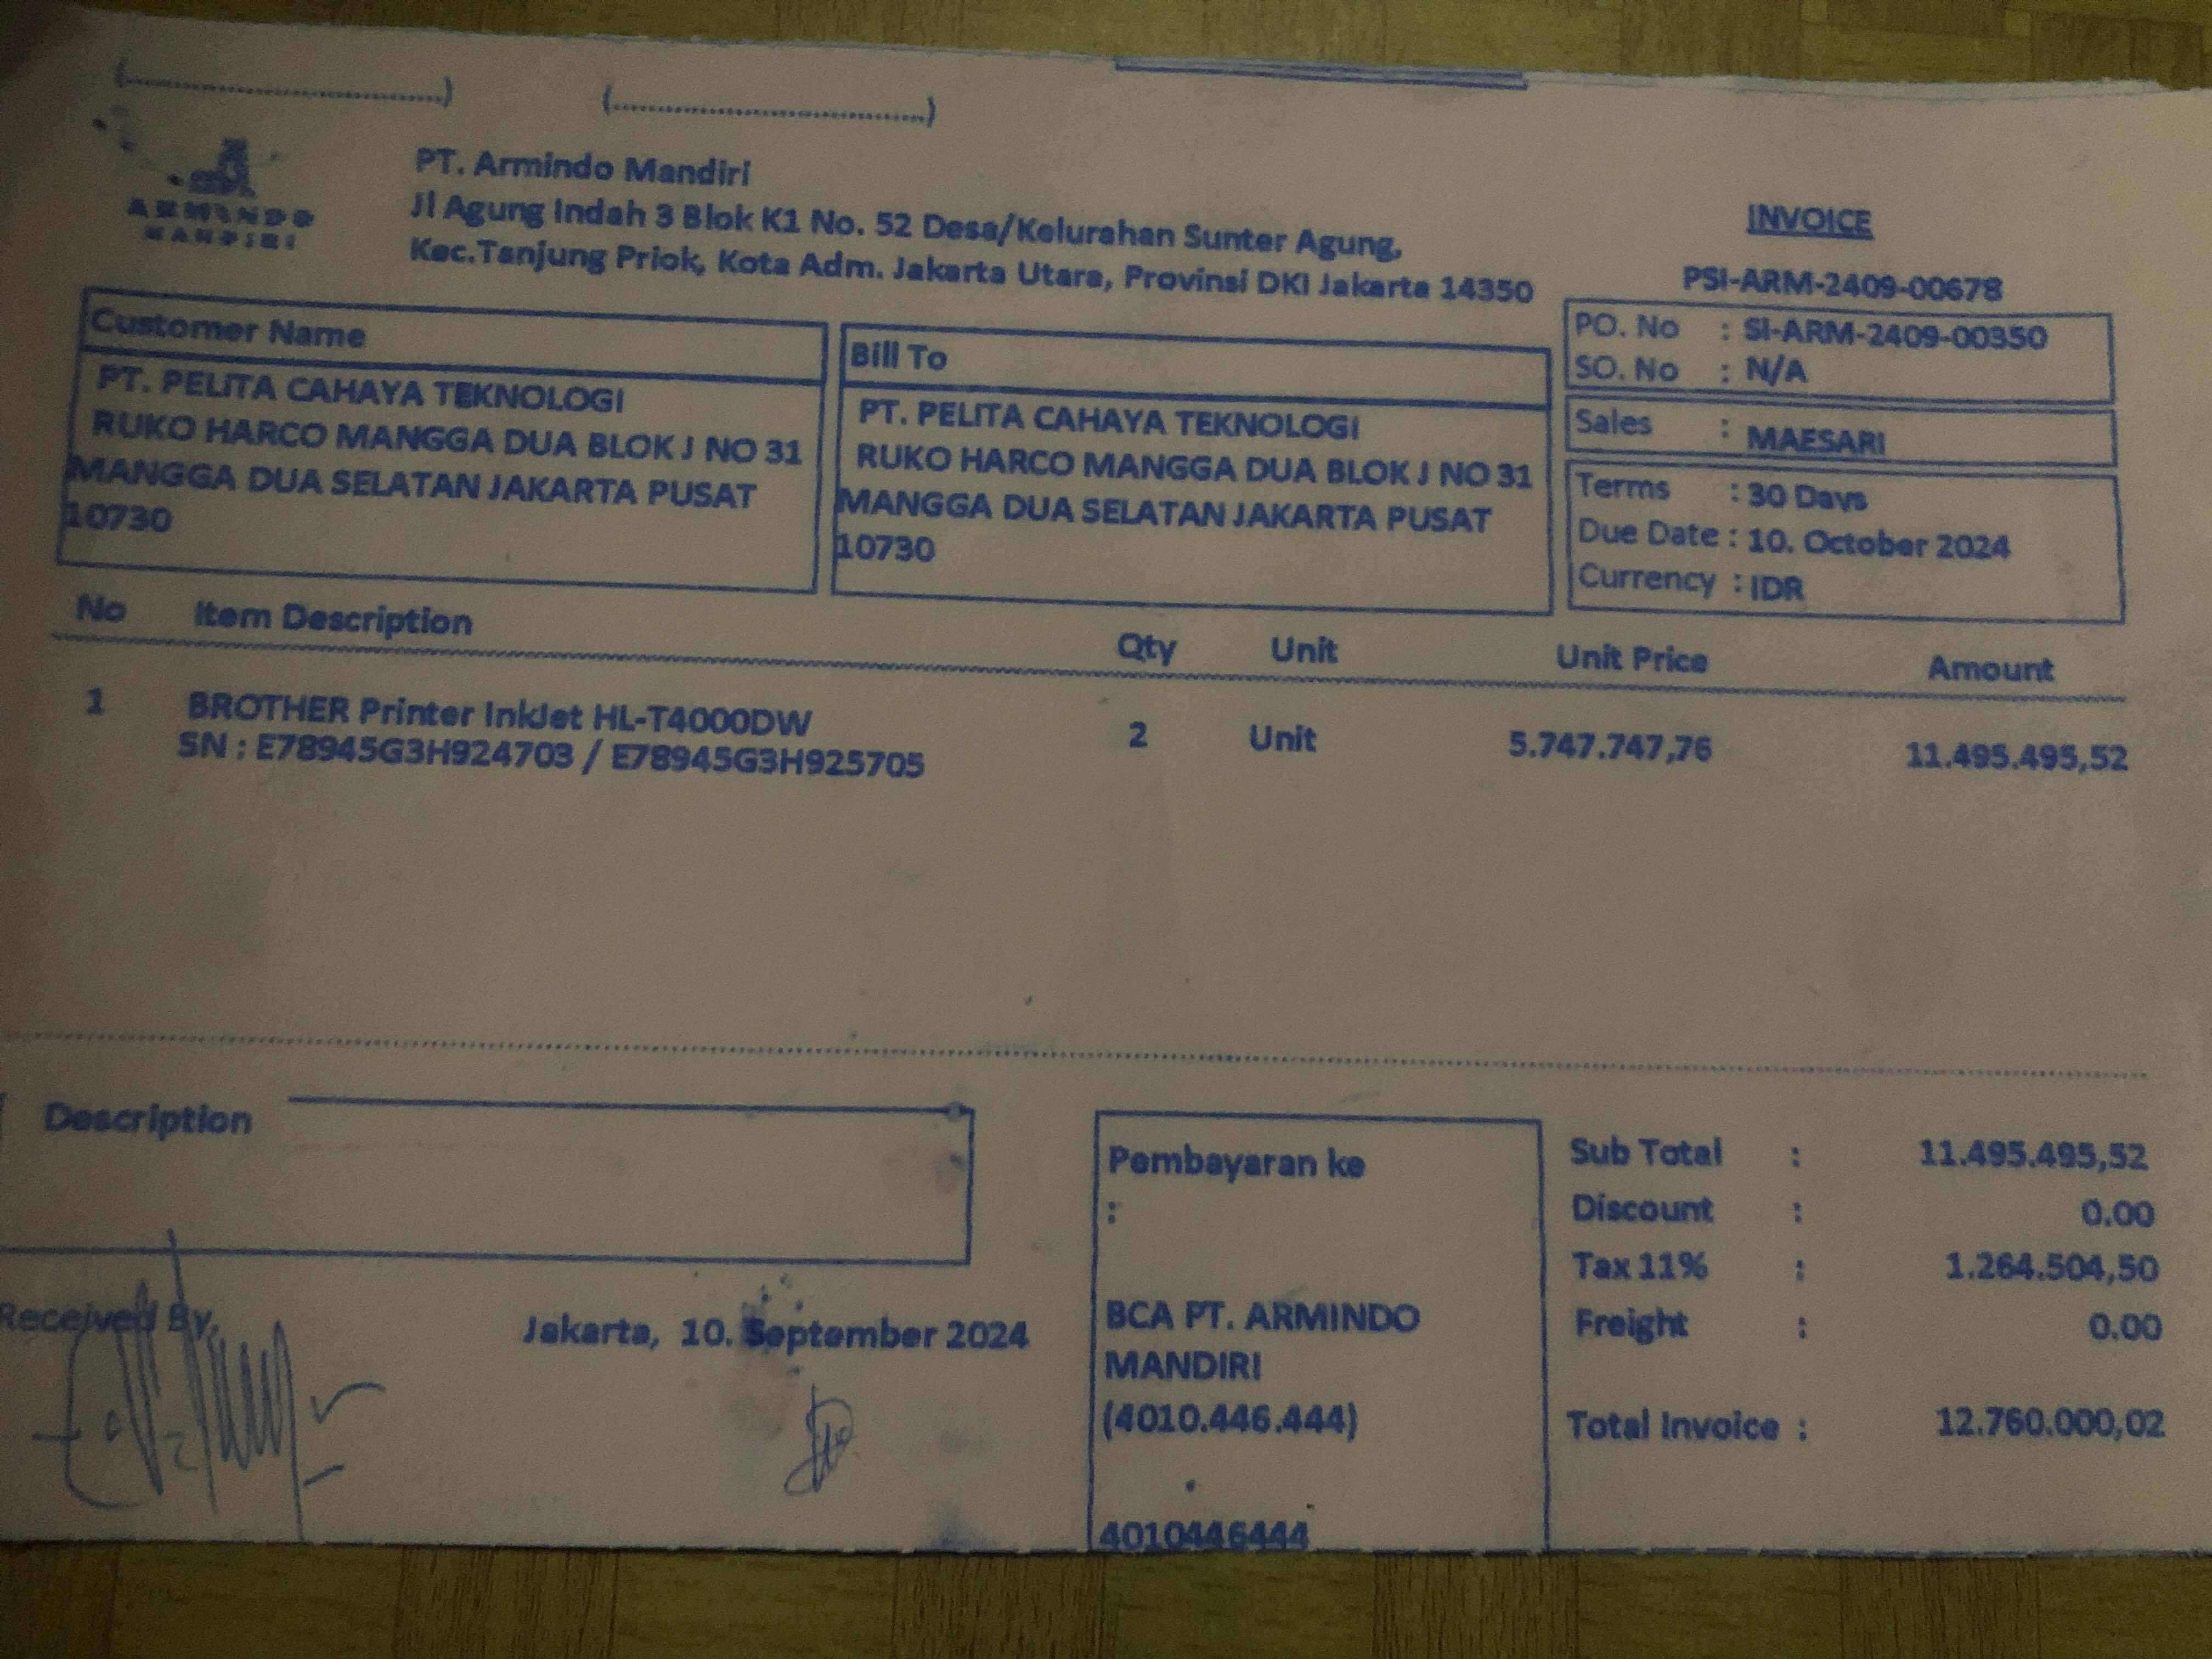 (..............................) (..............................)
ARMINDO
MANDIRI
PT. Armindo Mandiri
Jl Agung Indah 3 Blok K1 No. 52 Desa/Kelurahan Sunter Agung,
Kec.Tanjung Priok, Kota Adm. Jakarta Utara, Provinsi DKI Jakarta 14350
INVOICE
PSI-ARM-2409-00678
Customer Name
PT. PELITA CAHAYA TEKNOLOGI
RUKO HARCO MANGGA DUA BLOK J NO 31
MANGGA DUA SELATAN JAKARTA PUSAT
10730
Bill To
PT. PELITA CAHAYA TEKNOLOGI
RUKO HARCO MANGGA DUA BLOK J NO 31
MANGGA DUA SELATAN JAKARTA PUSAT
10730
PO. No : SI-ARM-2409-00350
SO. No : N/A
Sales : MAESARI
Terms : 30 Days
Due Date : 10. October 2024
Currency : IDR
No Item Description Qty Unit Unit Price Amount
1 BROTHER Printer InkJet HL-T4000DW 2 Unit 5.747.747,76 11.495.495,52
SN : E78945G3H924703 / E78945G3H925705
Description
Received By,
Jakarta, 10. September 2024
Pembayaran ke
:
BCA PT. ARMINDO
MANDIRI
(4010.446.444)
4010446444
Sub Total : 11.495.495,52
Discount : 0.00
Tax 11% : 1.264.504,50
Freight : 0.00
Total Invoice : 12.760.000,02